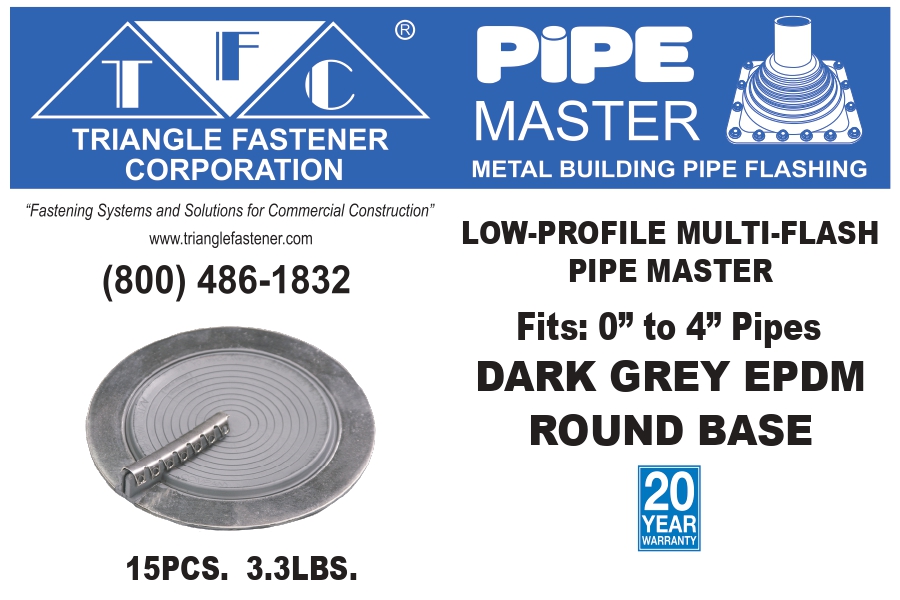 TFC ®
TRIANGLE FASTENER
CORPORATION
PiPE
MASTER
METAL BUILDING PIPE FLASHING
“Fastening Systems and Solutions for Commercial Construction”
www.trianglefastener.com
(800) 486-1832
15PCS. 3.3LBS.
LOW-PROFILE MULTI-FLASH
PIPE MASTER
Fits: 0” to 4” Pipes
DARK GREY EPDM
ROUND BASE
20
YEAR
WARRANTY